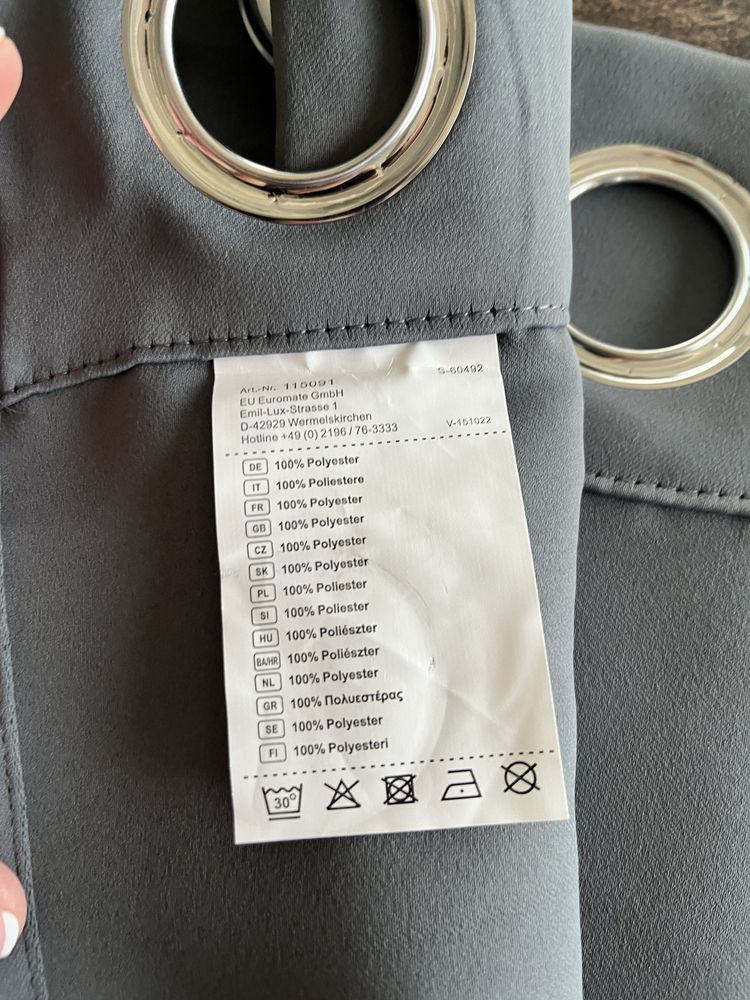 Art.-Nr. 115091
S-60492
EU Euromate GmbH
Emil-Lux-Strasse 1
D-42929 Wermelskirchen
Hotline +49 (0) 2196 / 76-3333
V-151022
DE 100% Polyester
IT 100% Poliestere
FR 100% Polyester
GB 100% Polyester
CZ 100% Polyester
SK 100% Polyester
PL 100% Poliester
SI 100% Poliester
HU 100% Poliészter
BA/HR 100% Poliészter
NL 100% Polyester
GR 100% Πολυεστέρας
SE 100% Polyester
FI 100% Polyesteri
30°